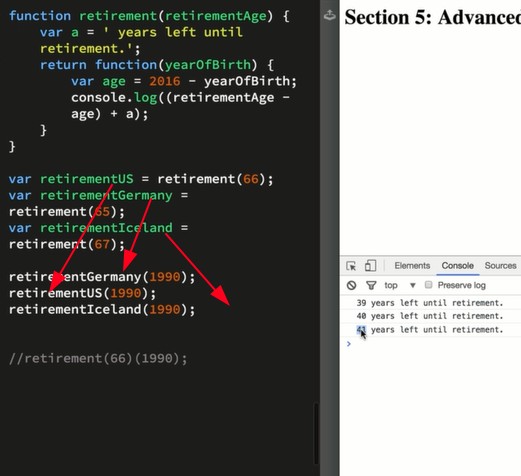 function retirement(retirementAge) {
var a = ' years left until
retirement.';
return function(yearOfBirth) {
var age = 2016 - yearOfBirth;
console.log((retirementAge -
age) + a);
}
}
var retirementUS = retirement(66);
var retirementGermany =
retirement(65);
var retirementIceland =
retirement(67);
retirementGermany(1990);
retirementUS(1990);
retirementIceland(1990);
//retirement(66)(1990);
Section 5: Advanced
Elements Console Sources
top Preserve log
39 years left until retirement.
40 years left until retirement.
41 years left until retirement.
>